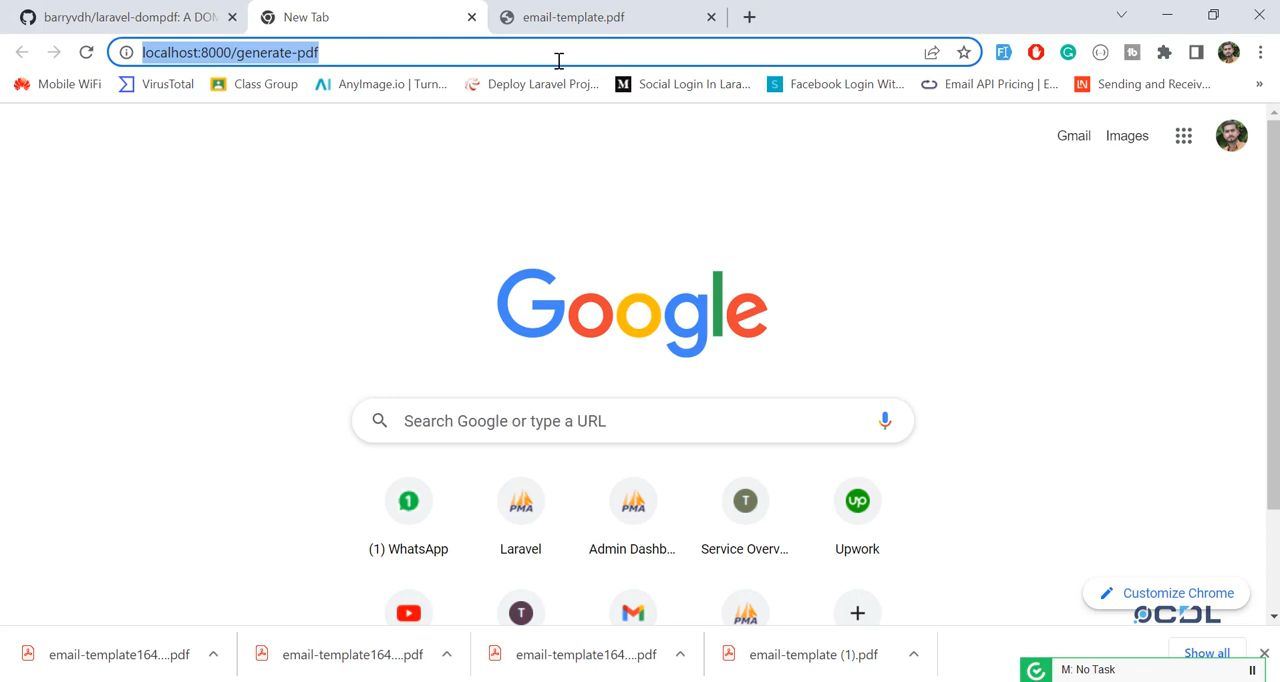 barryvdh/laravel-dompdf: A DOM
New Tab
email-template.pdf
localhost:8000/generate-pdf
Mobiles WiFi
VirusTotal
Class Group
AnyImage.io | Turn...
Deploy Laravel Proj...
Social Login In Lara...
Facebook Login Wit...
Email API Pricing | E...
Sending and Receiv...
»
Gmail
Images
Google
Search Google or type a URL
(1) WhatsApp
Laravel
Admin Dashb...
Service Overv...
Upwork
Customize Chrome
email-template164....pdf
email-template164....pdf
email-template164....pdf
email-template (1).pdf
Show all
M: No Task